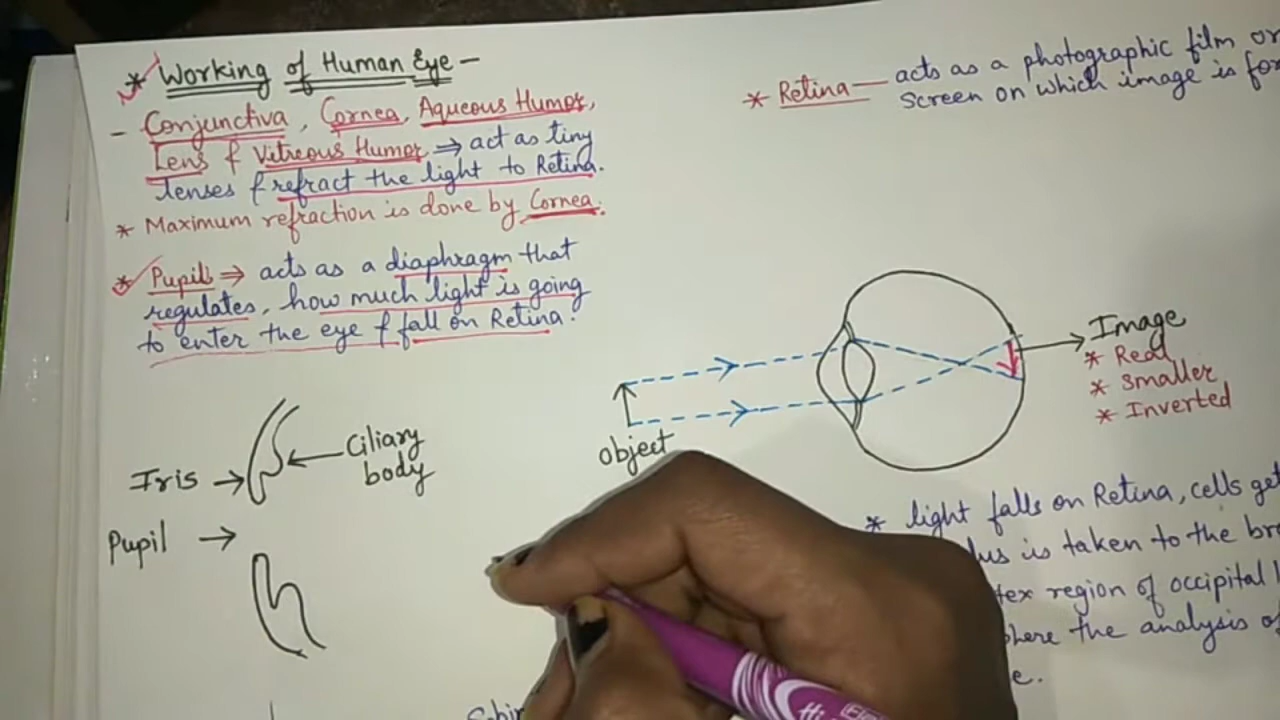 * Working of Human Eye -
- Conjunctiva, Cornea, Aqueous Humor,
Lens & Vitreous Humor ⇒ act as tiny
lenses & refract the light to Retina.
* Maximum refraction is done by Cornea.
* Pupil ⇒ acts as a diaphragm that
regulates, how much light is going
to enter the eye & fall on Retina.
Iris →
Ciliary
body
Pupil →
* Retina — acts as a photographic film or
screen on which image is
object
Image
* Real
* Smaller
* Inverted
* light falls on Retina, cells get
is taken to the
region of occipital
the analysis of